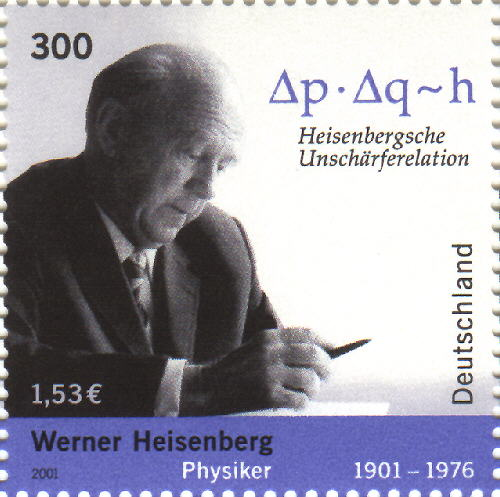 300
Δp · Δq ~ h
Heisenbergsche
Unschärferelation
Deutschland
1,53 €
Werner Heisenberg
2001 Physiker 1901 – 1976